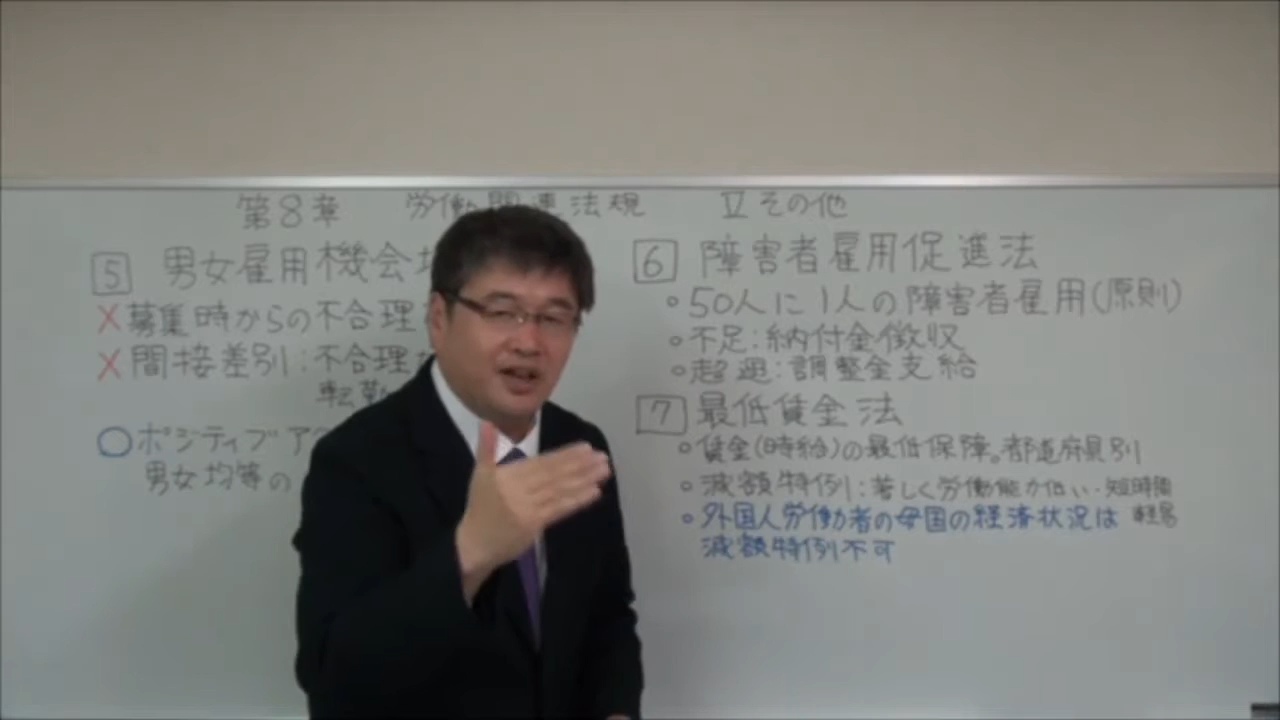 第8章 労働関連法規 Ⅳその他
5 男女雇用機会
×募集時からの不合理
×間接差別:不合理な
転勤
○ポジティブア
男女均等の
6 障害者雇用促進法
○50人に1人の障害者雇用(原則)
○不足:納付金徴収
○超過:調整金支給
7 最低賃金法
○賃金(時給)の最低保障。都道府県別
○減額特例:著しく労働能力低い・短時間
軽易
○外国人労働者の母国の経済状況は
減額特例不可